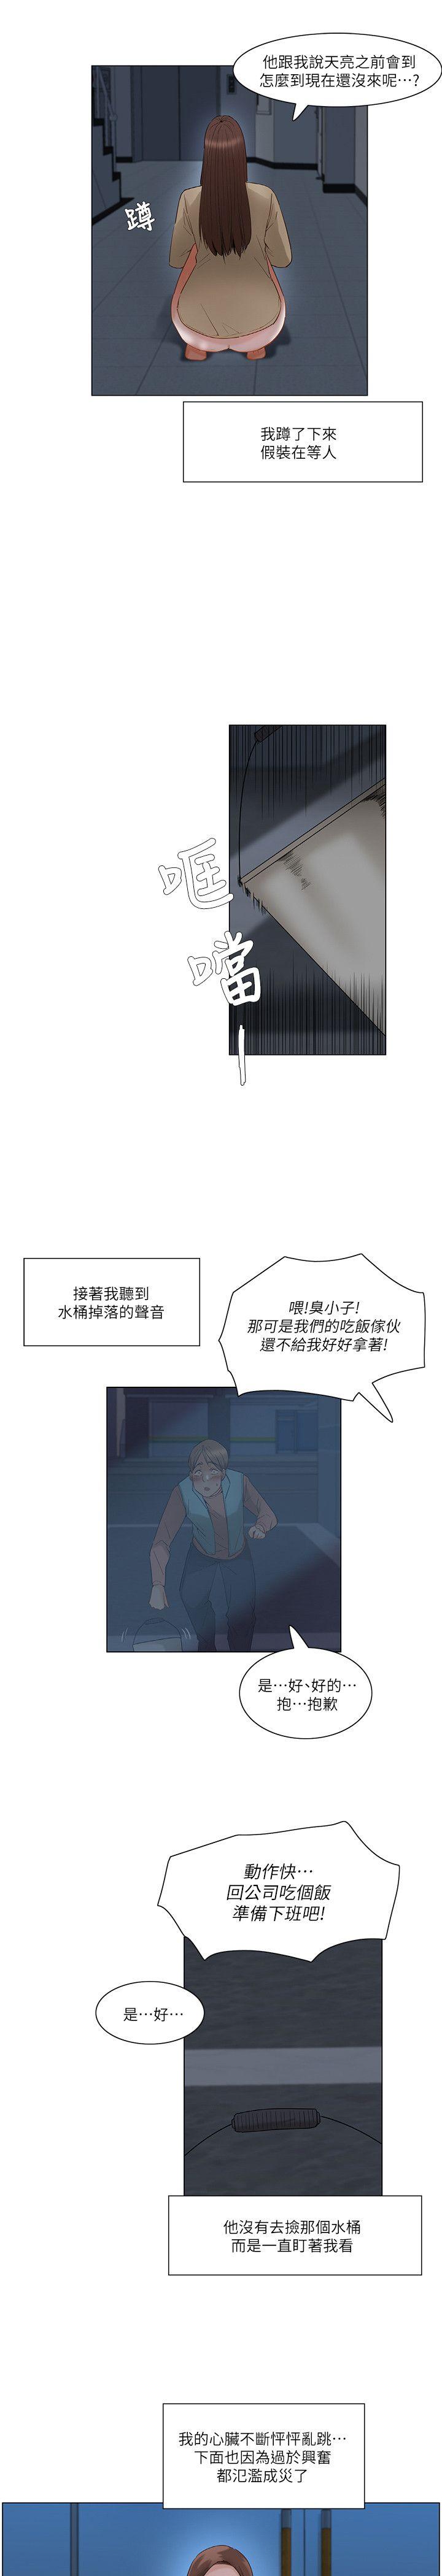 他跟我說天亮之前會到
怎麼到現在還沒來呢…?
蹲
我蹲了下來
假裝在等人
哐
噹
接著我聽到
水桶掉落的聲音
喂!臭小子!
那可是我們的吃飯傢伙
還不給我好好拿著!
是…好、好的…
抱…抱歉
動作快…
回公司吃個飯
準備下班吧!
是…好…
他沒有去撿那個水桶
而是一直盯著我看
我的心臟不斷怦怦亂跳…
下面也因為過於興奮
都氾濫成災了